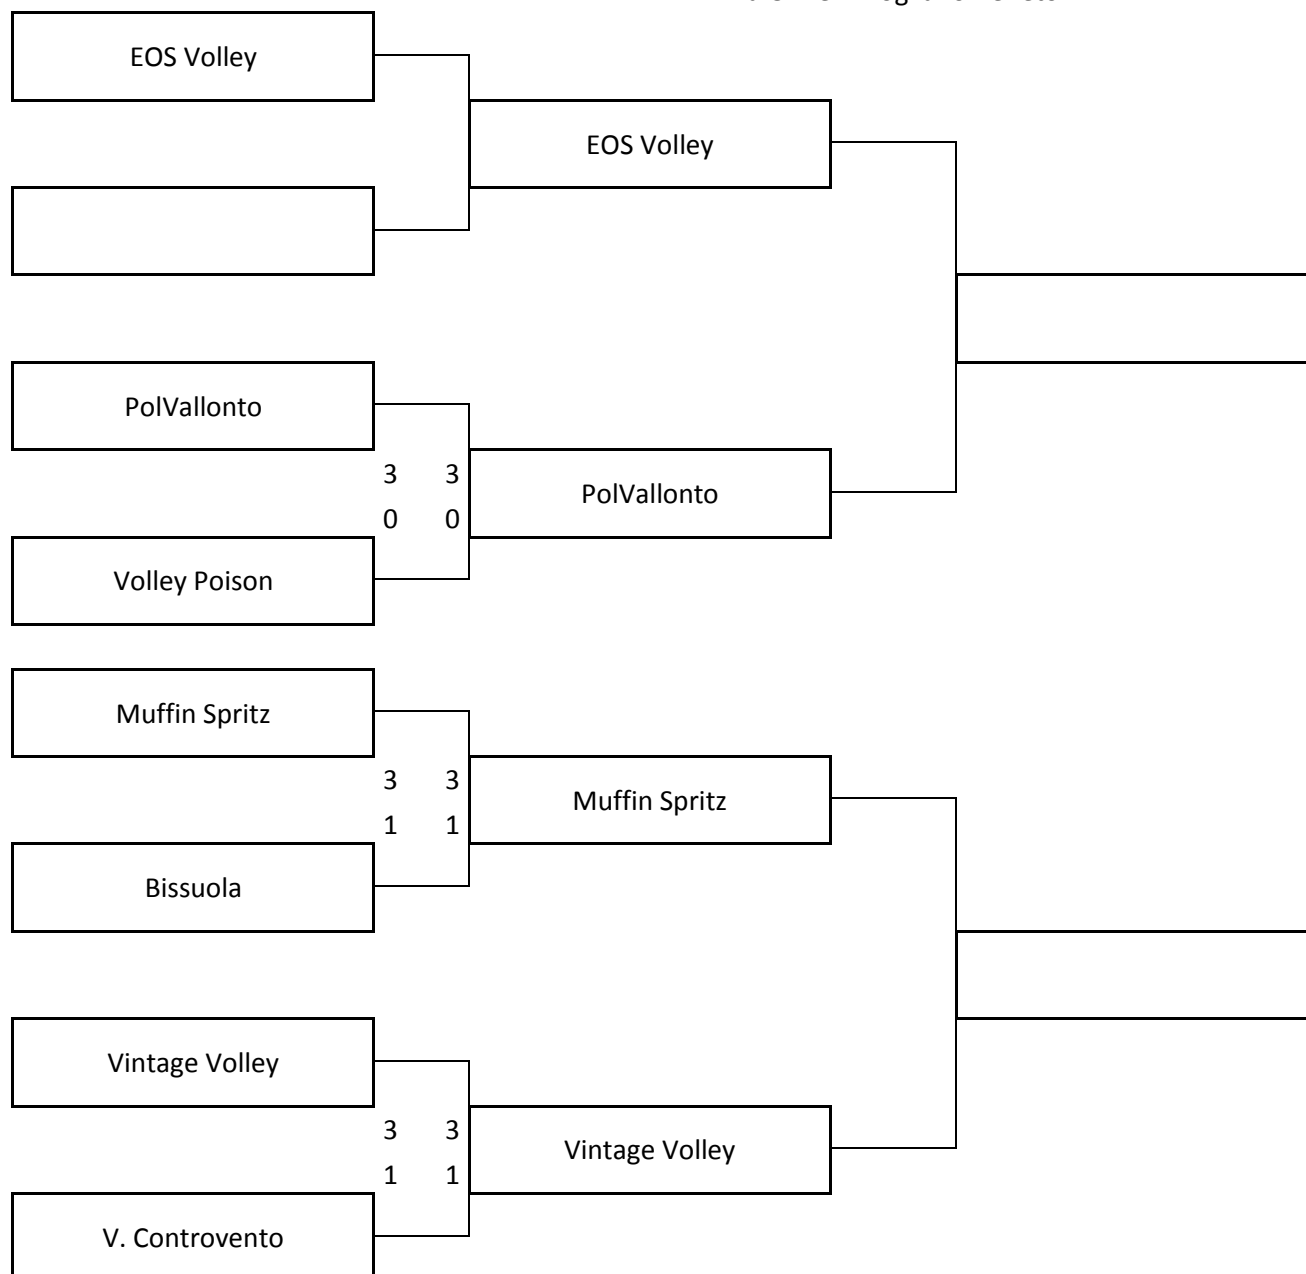 EOS Volley
EOS Volley
PolVallonto
3 3
PolVallonto
0 0
Volley Poison
Muffin Spritz
3 3
Muffin Spritz
1 1
Bissuola
Vintage Volley
3 3
Vintage Volley
1 1
V. Controvento